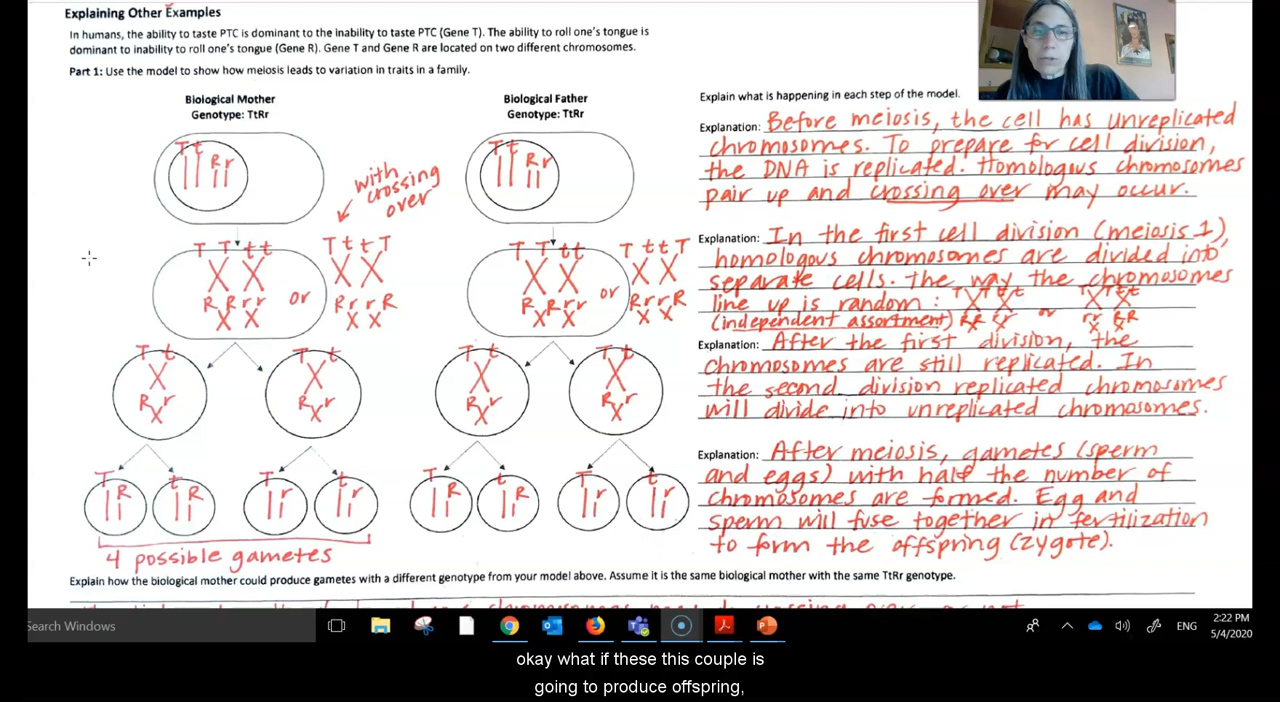 Explaining Other Examples
In humans, the ability to taste PTC is dominant to the inability to taste PTC (Gene T). The ability to roll one's tongue is
dominant to inability to roll one's tongue (Gene R). Gene T and Gene R are located on two different chromosomes.
Part 1: Use the model to show how meiosis leads to variation in traits in a family.
Biological Mother
Genotype: TtRr
Biological Father
Genotype: TtRr
T t R r
T t R r
with
crossing
over
T T t t
T t t T
R R r r or R r r R
T T t t
T t t T
R R r r or R r r R
T t
R r
T t
R r
T t
R r
T t
R r
T R
t R
T r
t r
T R
t R
T r
t r
4 possible gametes
Explain what is happening in each step of the model.
Explanation: Before meiosis, the cell has unreplicated
chromosomes. To prepare for cell division,
the DNA is replicated. Homologous chromosomes
pair up and crossing over may occur.
Explanation: In the first cell division (meiosis 1),
homologous chromosomes are divided into
separate cells. The way the chromosomes
line up is random : TT tt or TT tt
(independent assortment) RR rr rr RR
Explanation: After the first division, the
chromosomes are still replicated. In
the second division replicated chromosomes
will divide into unreplicated chromosomes.
Explanation: After meiosis, gametes (sperm
and eggs) with half the number of
chromosomes are formed. Egg and
sperm will fuse together in fertilization
to form the offspring (zygote).
Explain how the biological mother could produce gametes with a different genotype from your model above. Assume it is the same biological mother with the same TtRr genotype.
Search Windows
ENG
2:22 PM
5/4/2020
okay what if these this couple is
going to produce offspring,